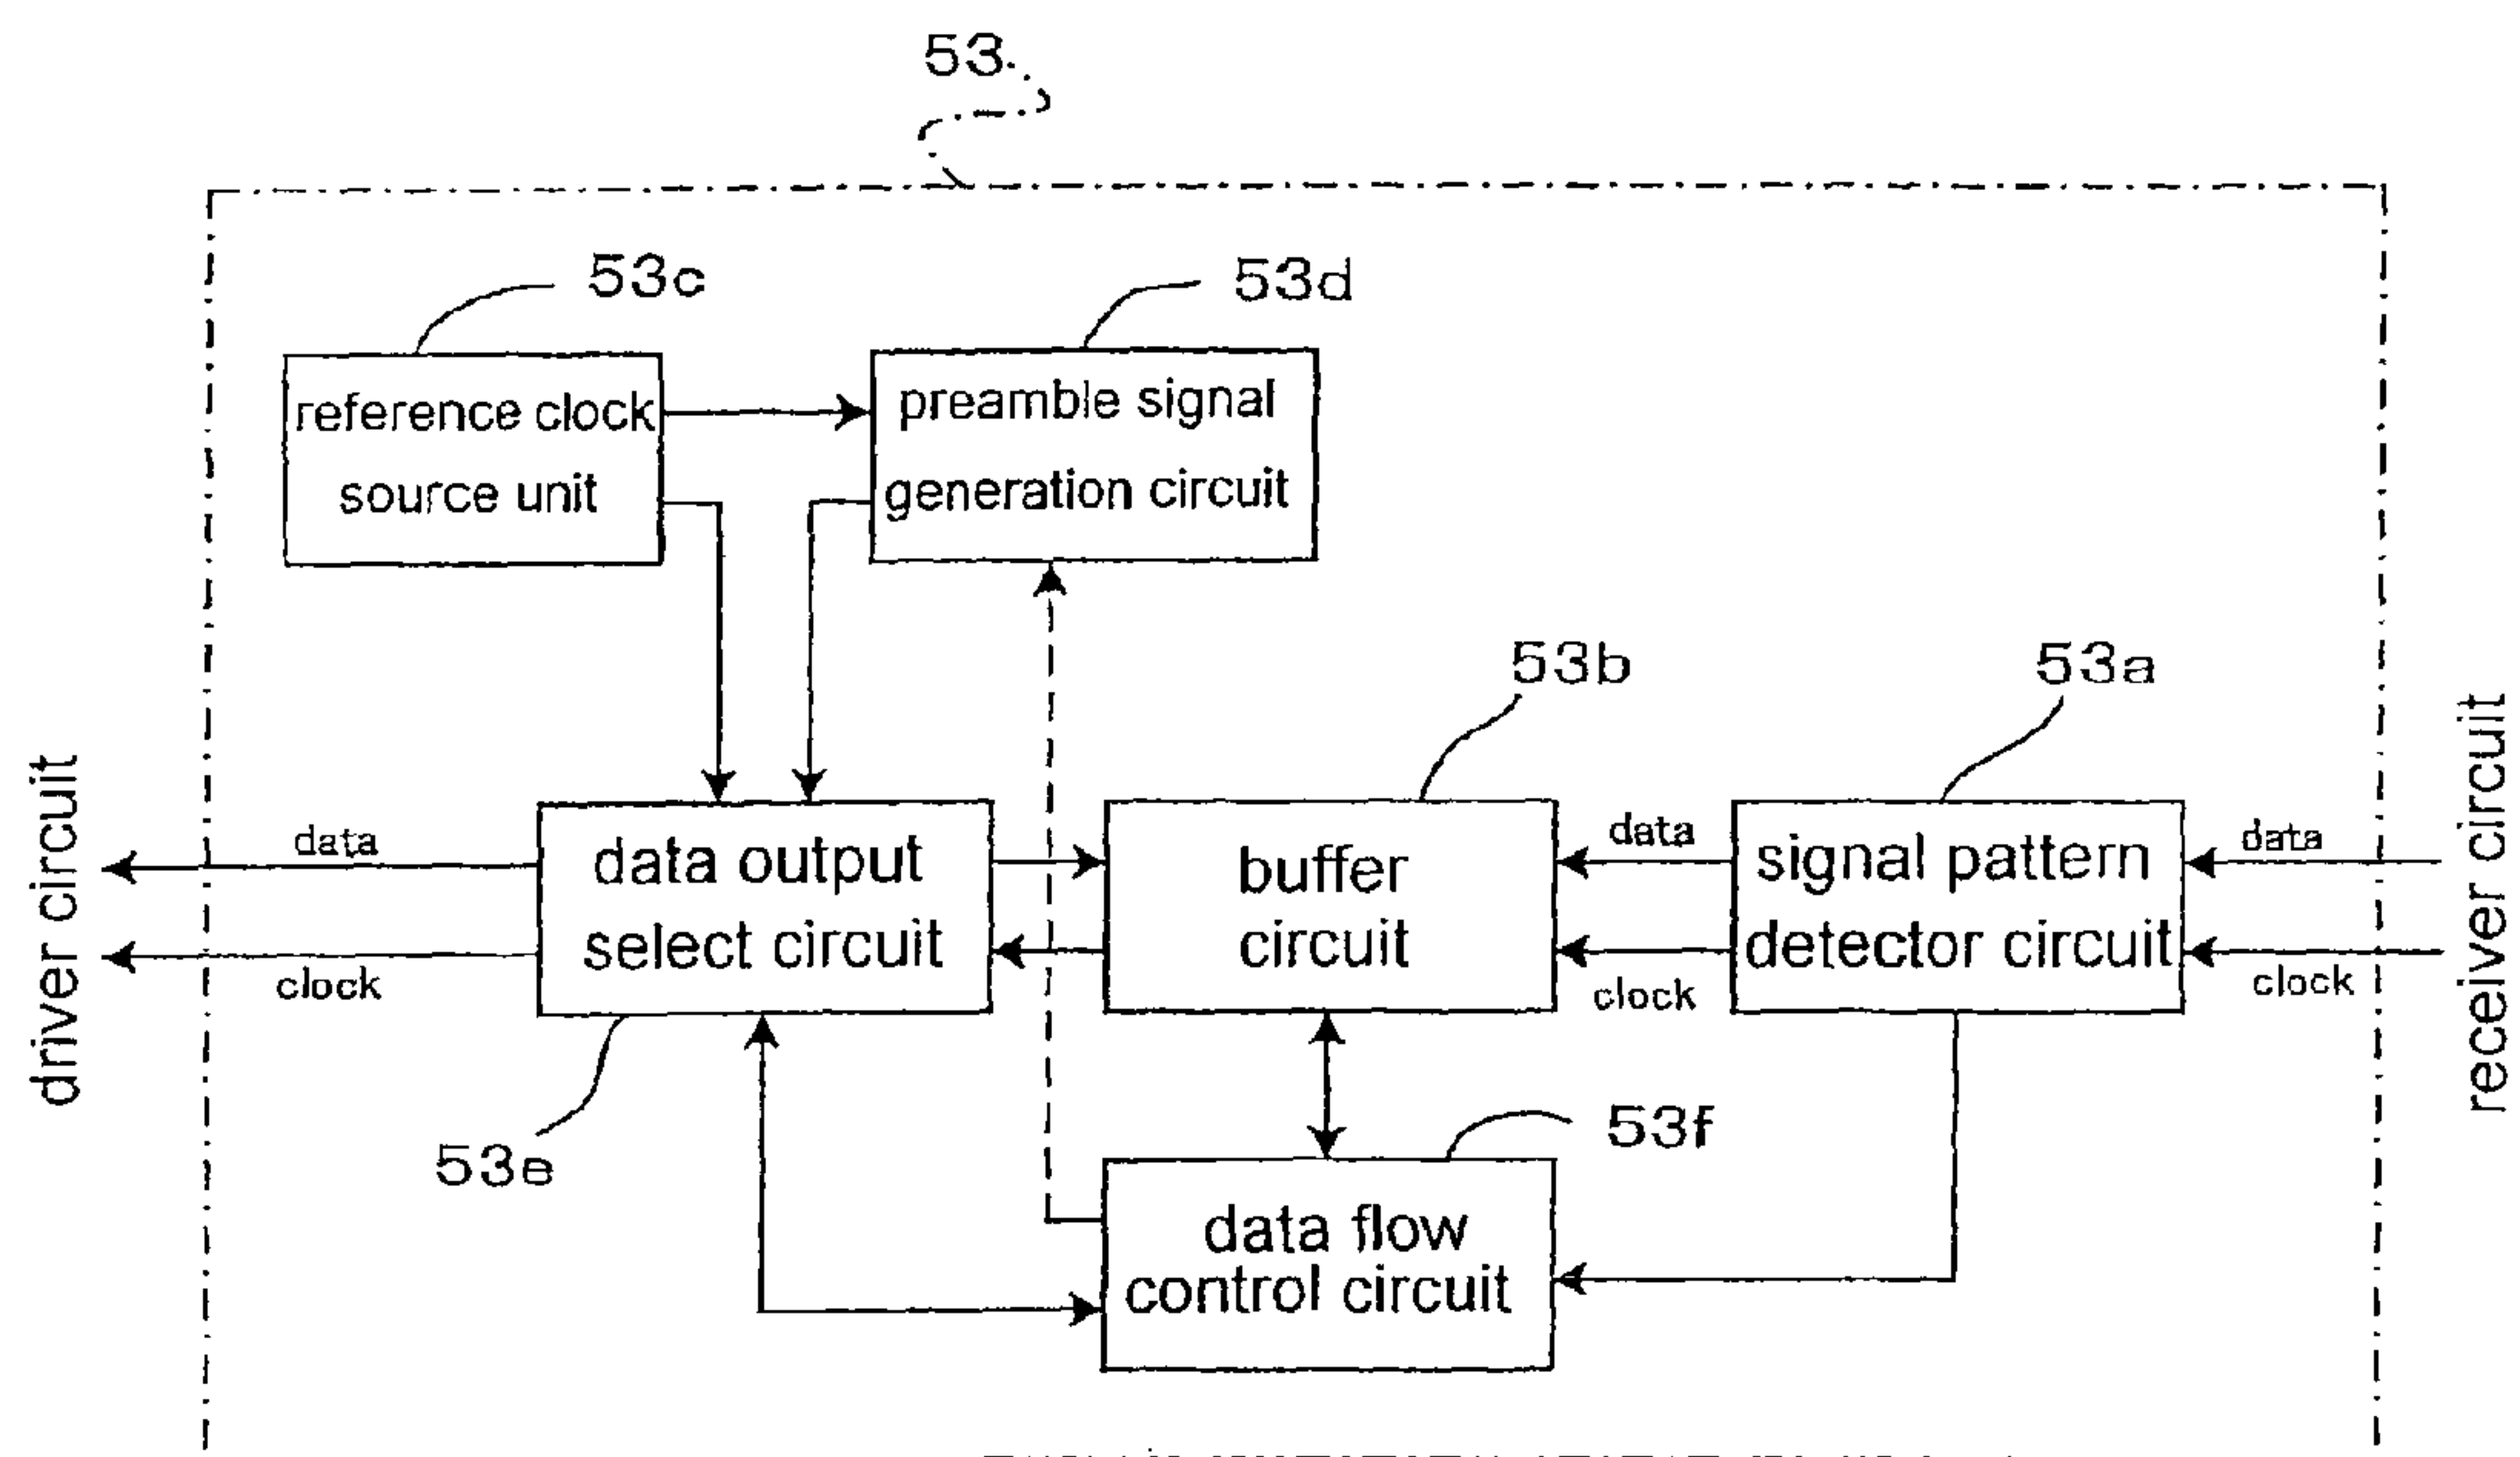 53
53c
53d
reference clock
source unit
preamble signal
generation circuit
53b
53a
driver circuit
data
clock
data output
select circuit
buffer
circuit
data
clock
signal pattern
detector circuit
data
clock
receiver circuit
53e
53f
data flow
control circuit